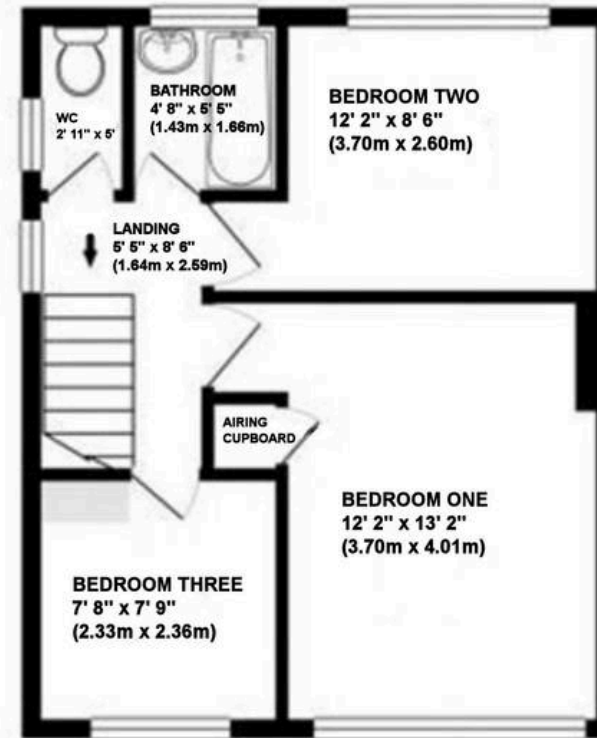 WC
2' 11" x 5'
BATHROOM
4' 8" x 5' 5"
(1.43m x 1.66m)
BEDROOM TWO
12' 2" x 8' 6"
(3.70m x 2.60m)
LANDING
5' 5" x 8' 6"
(1.64m x 2.59m)
AIRING
CUPBOARD
BEDROOM ONE
12' 2" x 13' 2"
(3.70m x 4.01m)
BEDROOM THREE
7' 8" x 7' 9"
(2.33m x 2.36m)